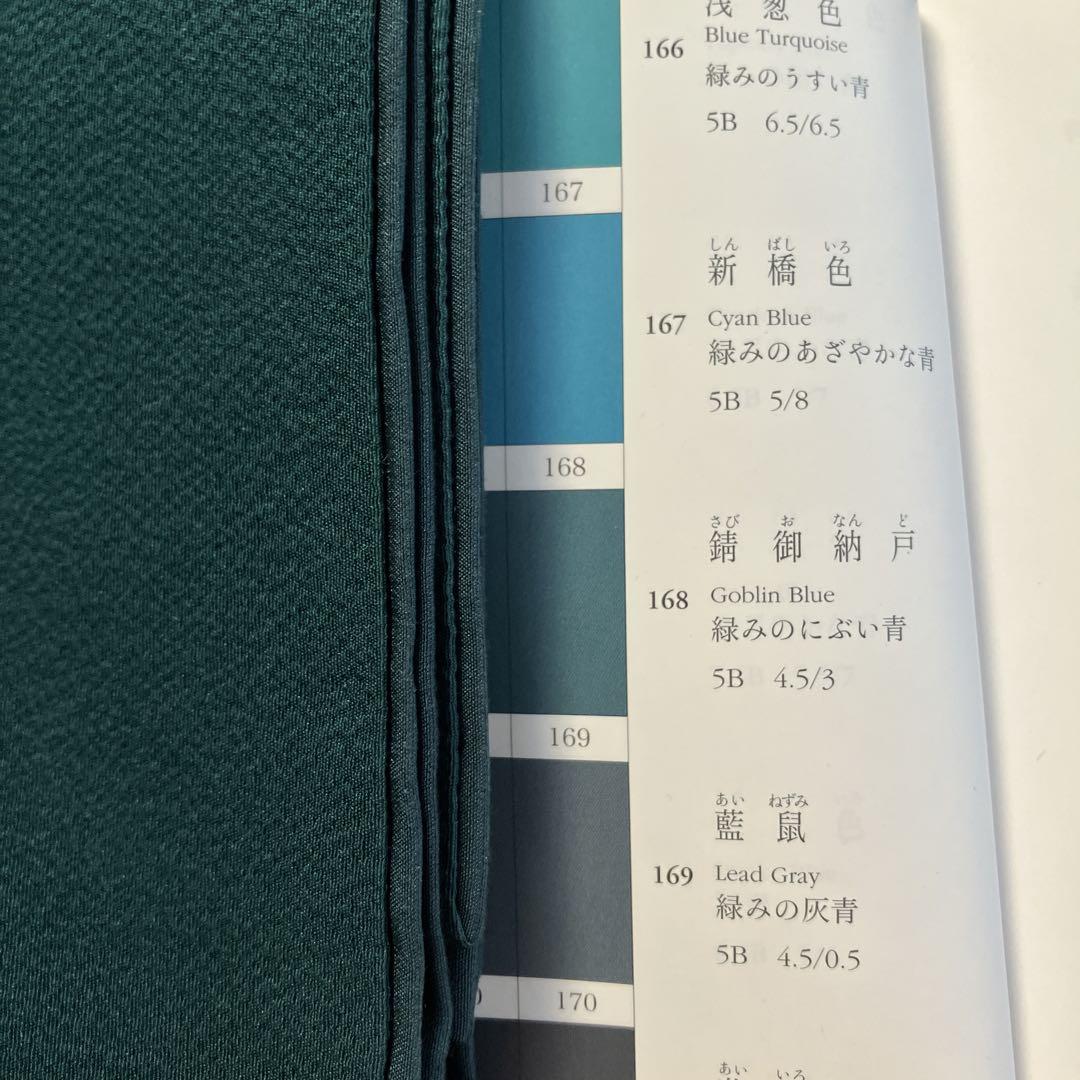 浅葱色
166
Blue Turquoise
緑みのうすい青
5B 6.5/6.5
167
しん ばし いろ
新橋色
167
Cyan Blue
緑みのあざやかな青
5B 5/8
168
さび お なん ど
錆御納戸
168
Goblin Blue
緑みのにぶい青
5B 4.5/3
169
あい ねずみ
藍鼠
169
Lead Gray
緑みの灰青
5B 4.5/0.5
170
あい いろ